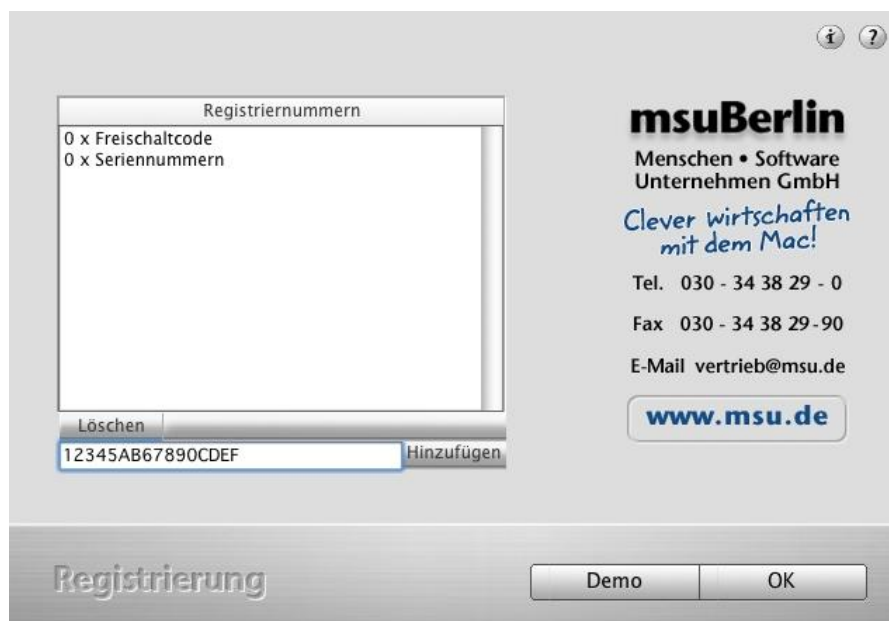 i ?
Registriernummern
0 x Freischaltcode
0 x Seriennummern
Löschen
12345AB67890CDEF
Hinzufügen
msuBerlin
Menschen • Software
Unternehmen GmbH
Clever wirtschaften
mit dem Mac!
Tel. 030 - 34 38 29 - 0
Fax 030 - 34 38 29-90
E-Mail vertrieb@msu.de
www.msu.de
Registrierung
Demo
OK